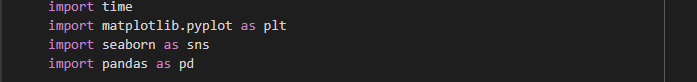 import time
import matplotlib.pyplot as plt
import seaborn as sns
import pandas as pd